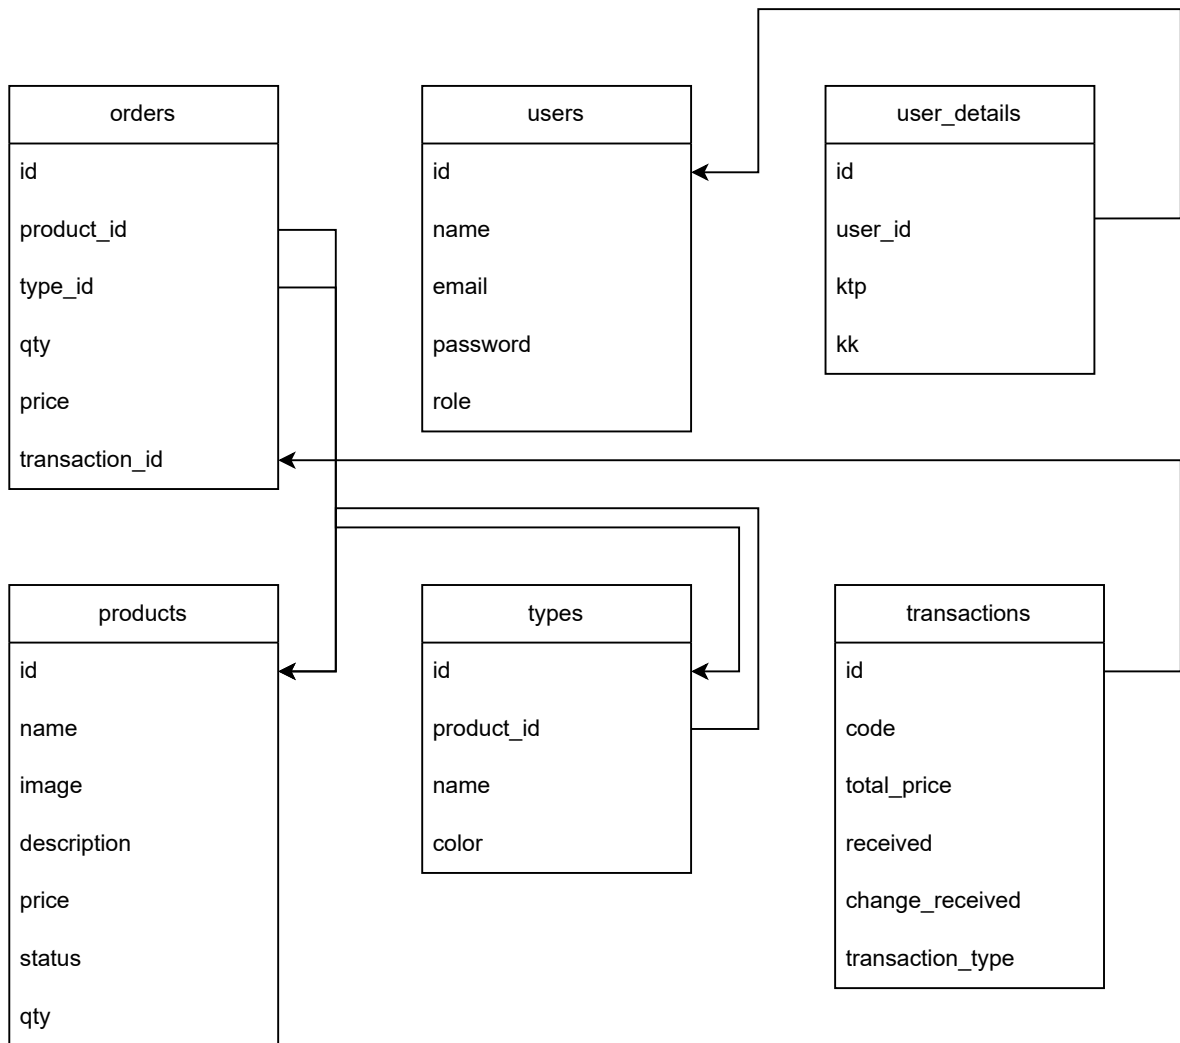 orders
id
product_id
type_id
qty
price
transaction_id
users
id
name
email
password
role
user_details
id
user_id
ktp
kk
products
id
name
image
description
price
status
qty
types
id
product_id
name
color
transactions
id
code
total_price
received
change_received
transaction_type